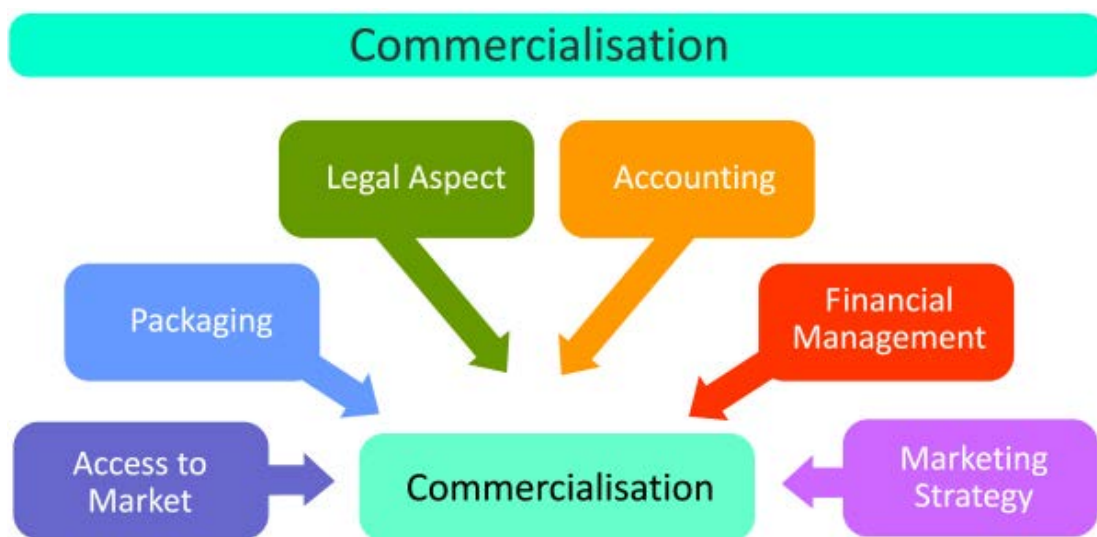 Commercialisation
Legal Aspect
Accounting
Packaging
Financial
Management
Access to
Market
Commercialisation
Marketing
Strategy